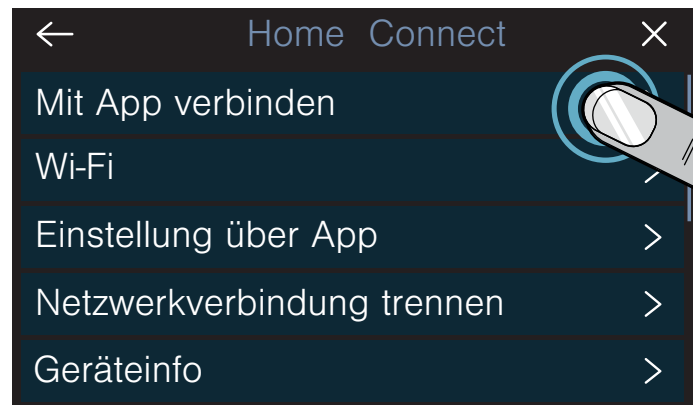 Home Connect
Mit App verbinden
Wi-Fi
Einstellung über App
Netzwerkverbindung trennen
Geräteinfo